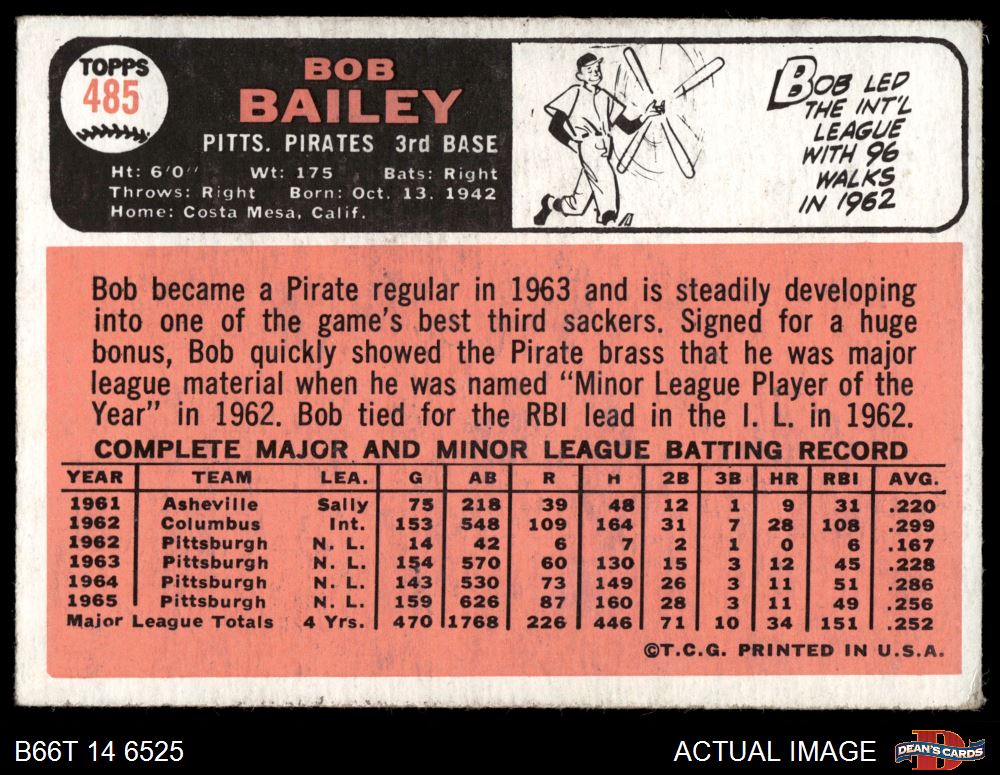 TOPPS
485
BOB
BAILEY
PITTS. PIRATES 3rd BASE
Ht: 6'0" Wt: 175 Bats: Right
Throws: Right Born: Oct. 13, 1942
Home: Costa Mesa, Calif.
BOB LED
THE INT'L
LEAGUE
WITH 96
WALKS
IN 1962
Bob became a Pirate regular in 1963 and is steadily developing
into one of the game's best third sackers. Signed for a huge
bonus, Bob quickly showed the Pirate brass that he was major
league material when he was named "Minor League Player of the
Year" in 1962. Bob tied for the RBI lead in the I. L. in 1962.
COMPLETE MAJOR AND MINOR LEAGUE BATTING RECORD
YEAR TEAM LEA. G AB R H 2B 3B HR RBI AVG.
1961 Asheville Sally 75 218 39 48 12 1 9 31 .220
1962 Columbus Int. 153 548 109 164 31 7 28 108 .299
1962 Pittsburgh N. L. 14 42 6 7 2 1 0 6 .167
1963 Pittsburgh N. L. 154 570 60 130 15 3 12 45 .228
1964 Pittsburgh N. L. 143 530 73 149 26 3 11 51 .286
1965 Pittsburgh N. L. 159 626 87 160 28 3 11 49 .256
Major League Totals 4 Yrs. 470 1768 226 446 71 10 34 151 .252
©T.C.G. PRINTED IN U.S.A.
B66T 14 6525
ACTUAL IMAGE
DEAN'S CARDS